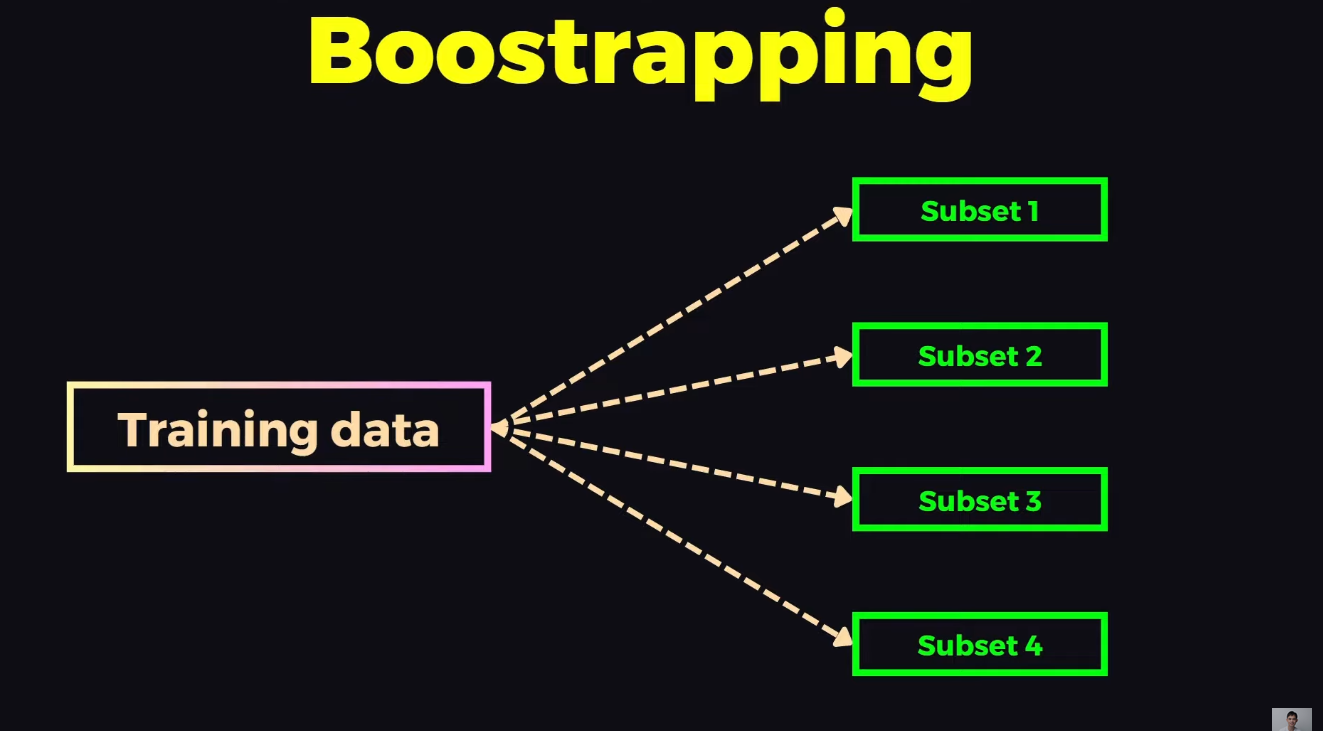 Boostrapping
Subset 1
Subset 2
Training data
Subset 3
Subset 4